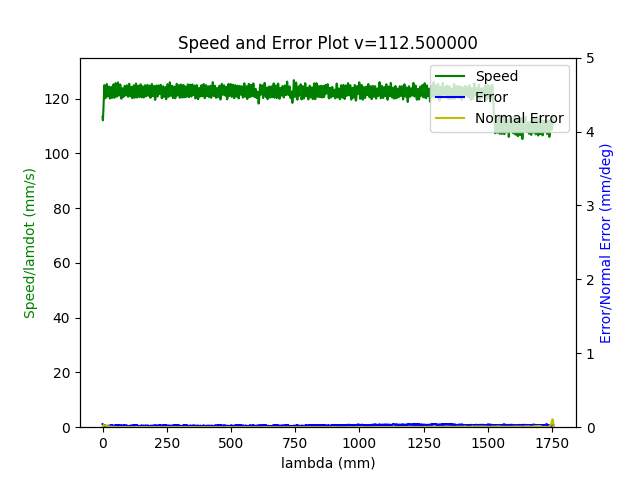 Speed and Error Plot v=112.500000
Speed
Error
Normal Error
Speed/lamdot (mm/s)
120
100
80
60
40
20
0
5
4
3
2
1
0
Error/Normal Error (mm/deg)
0 250 500 750 1000 1250 1500 1750
lambda (mm)